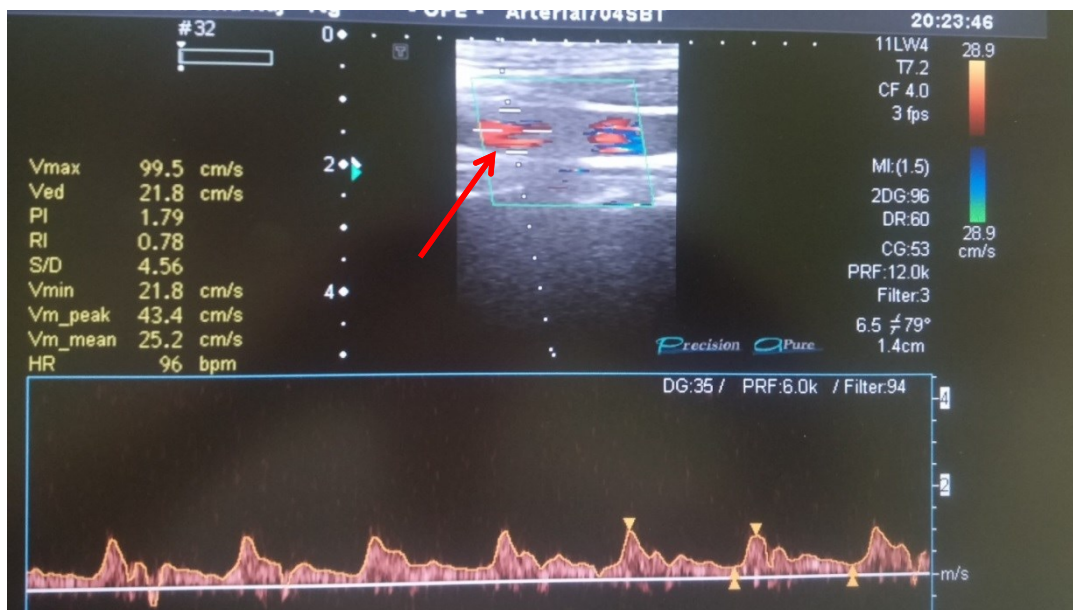 Arterial704SBT
20:23:46
#32
0
11LW4
28.9
T7.2
CF 4.0
3 fps
Vmax 99.5 cm/s
Ved 21.8 cm/s
PI 1.79
RI 0.78
S/D 4.56
Vmin 21.8 cm/s
Vm_peak 43.4 cm/s
Vm_mean 25.2 cm/s
HR 96 bpm
2
4
MI:(1.5)
2DG:96
DR:60
28.9
cm/s
CG:53
PRF:12.0k
Filter:3
6.5 79°
1.4cm
Precision APure
DG:35 / PRF:6.0k / Filter:94
4
2
m/s